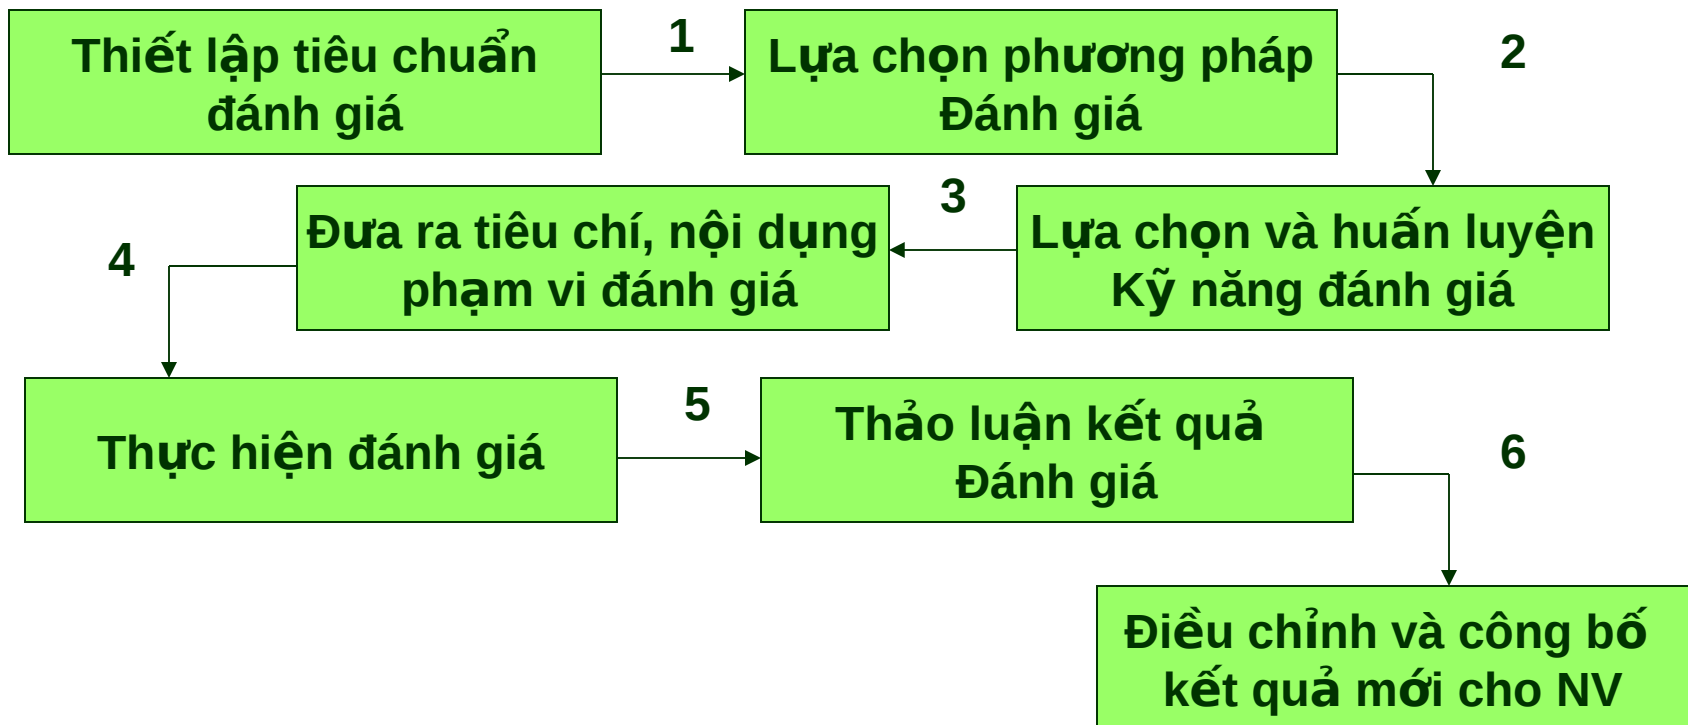 Thiết lập tiêu chuẩn
đánh giá
1
Lựa chọn phương pháp
Đánh giá
2
Lựa chọn và huấn luyện
Kỹ năng đánh giá
3
Đưa ra tiêu chí, nội dụng
phạm vi đánh giá
4
Thực hiện đánh giá
5
Thảo luận kết quả
Đánh giá
6
Điều chỉnh và công bố
kết quả mới cho NV